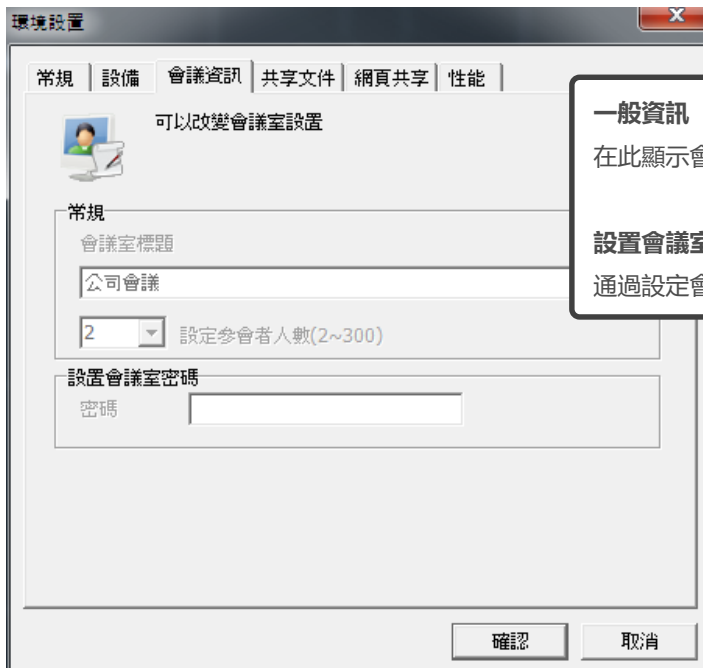 環境設置
常規 設備 會議資訊 共享文件 網頁共享 性能
可以改變會議室設置
一般資訊
在此顯示會
設置會議室
通過設定會
常規
會議室標題
公司會議
2 設定參會者人數(2~300)
設置會議室密碼
密碼
確認 取消